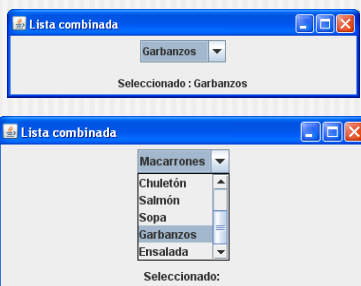 Lista combinada
Garbanzos
Seleccionado : Garbanzos
Lista combinada
Macarrones
Chuletón
Salmón
Sopa
Garbanzos
Ensalada
Seleccionado: